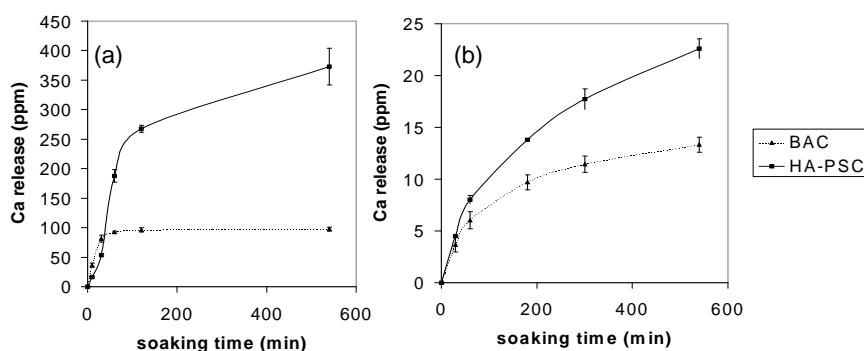 (a)
Ca release (ppm)
450
400
350
300
250
200
150
100
50
0
0 200 400 600
soaking time (min)
(b)
Ca release (ppm)
25
20
15
10
5
0
0 200 400 600
soaking time (min)
BAC
HA-PSC